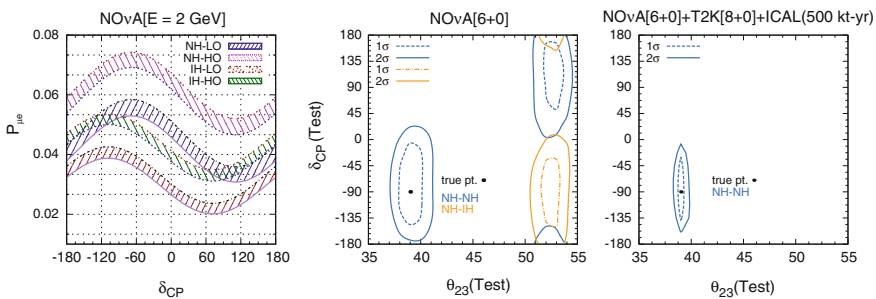 NOνA[E = 2 GeV]
NH-LO
NH-HO
IH-LO
IH-HO
0.08
0.06
0.04
0.02
P_μe
-180 -120 -60 0 60 120 180
δ_CP
NOνA[6+0]
1σ
2σ
1σ
2σ
180
135
90
45
0
-45
-90
-135
180
δ_CP(Test)
true pt.
NH-NH
NH-IH
35 40 45 50 55
θ_23(Test)
NOνA[6+0]+T2K[8+0]+ICAL(500 kt-yr)
1σ
2σ
180
135
90
45
0
-45
-90
-135
180
true pt.
NH-NH
35 40 45 50 55
θ_23(Test)